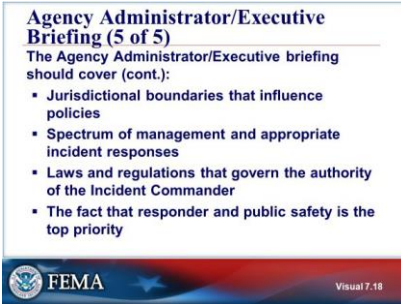 Agency Administrator/Executive
Briefing (5 of 5)
The Agency Administrator/Executive briefing
should cover (cont.):
▪ Jurisdictional boundaries that influence
policies
▪ Spectrum of management and appropriate
incident responses
▪ Laws and regulations that govern the authority
of the Incident Commander
▪ The fact that responder and public safety is the
top priority
FEMA
Visual 7.18